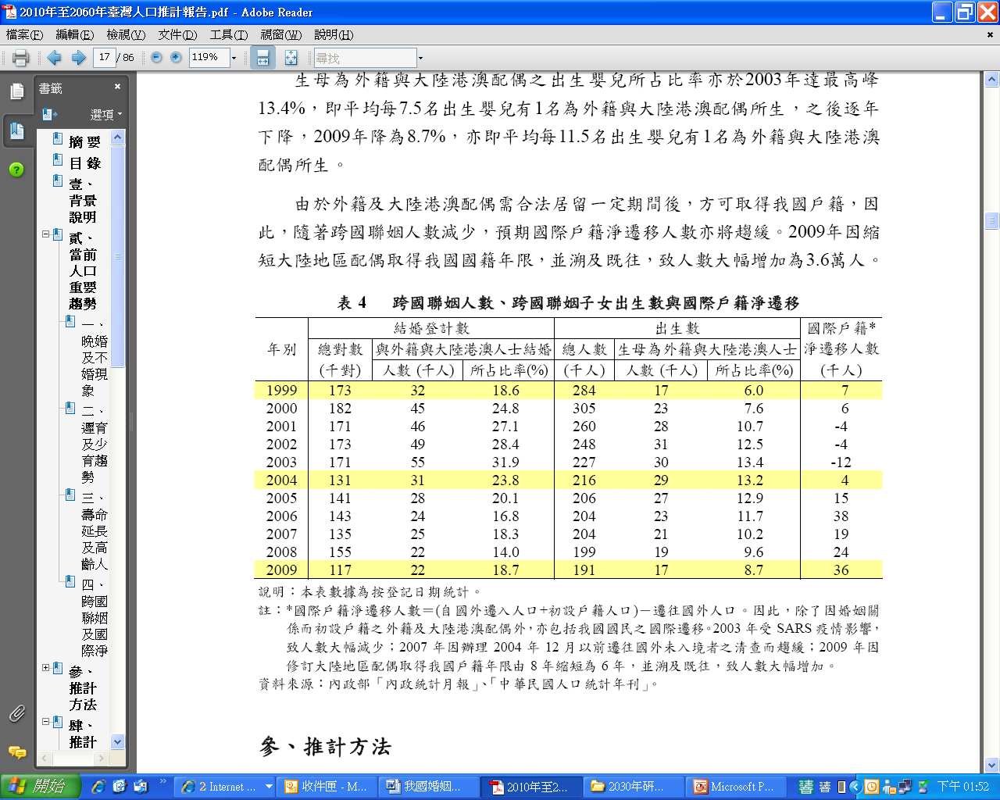 2010年至2060年臺灣人口推計報告.pdf - Adobe Reader
檔案(F) 編輯(E) 檢視(V) 文件(D) 工具(T) 視窗(W) 說明(H)
17 / 86 119% 尋找
書籤
選項
摘 要
目 錄
壹、
背景
說明
貳、
當前
人口
重要
趨勢
一、
晚婚
及不
婚現
象
二、
遲育
及少
育趨
勢
三、
壽命
延長
及高
齡人
四、
跨國
聯姻
及國
際淨
參、
推計
方法
肆、
推計
生母為外籍與大陸港澳配偶之出生嬰兒所占比率亦於2003年達最高峰
13.4%，即平均每7.5名出生嬰兒有1名為外籍與大陸港澳配偶所生，之後逐年
下降，2009年降為8.7%，亦即平均每11.5名出生嬰兒有1名為外籍與大陸港澳
配偶所生。
由於外籍及大陸港澳配偶需合法居留一定期間後，方可取得我國戶籍，因
此，隨著跨國聯姻人數減少，預期國際戶籍淨遷移人數亦將趨緩。2009年因縮
短大陸地區配偶取得我國國籍年限，並溯及既往，致人數大幅增加為3.6萬人。
表 4 跨國聯姻人數、跨國聯姻子女出生數與國際戶籍淨遷移
結婚登計數 出生數 國際戶籍*
年別 總對數 與外籍與大陸港澳人士結婚 總人數 生母為外籍與大陸港澳人士 淨遷移人數
(千對) 人數 (千人) 所占比率(%) (千人) 人數 (千人) 所占比率(%) (千人)
1999 173 32 18.6 284 17 6.0 7
2000 182 45 24.8 305 23 7.6 6
2001 171 46 27.1 260 28 10.7 -4
2002 173 49 28.4 248 31 12.5 -4
2003 171 55 31.9 227 30 13.4 -12
2004 131 31 23.8 216 29 13.2 4
2005 141 28 20.1 206 27 12.9 15
2006 143 24 16.8 204 23 11.7 38
2007 135 25 18.3 204 21 10.2 19
2008 155 22 14.0 199 19 9.6 24
2009 117 22 18.7 191 17 8.7 36
說明：本表數據為按登記日期統計。
註：*國際戶籍淨遷移人數＝(自國外遷入人口+初設戶籍人口)－遷往國外人口。因此，除了因婚姻關
係而初設戶籍之外籍及大陸港澳配偶外，亦包括我國國民之國際遷移。2003 年受 SARS 疫情影響，
致人數大幅減少；2007 年因辦理 2004 年 12 月以前遷往國外未入境者之清查而趨緩；2009 年因
修訂大陸地區配偶取得我國戶籍年限由 8 年縮短為 6 年，並溯及既往，致人數大幅增加。
資料來源：內政部「內政統計月報」、「中華民國人口統計年刊」。
參、推計方法
開始 2 Internet ... 收件匣 - M... 我國婚姻... 2010年至2... 2030年研... Microsoft P... 下午 01:52